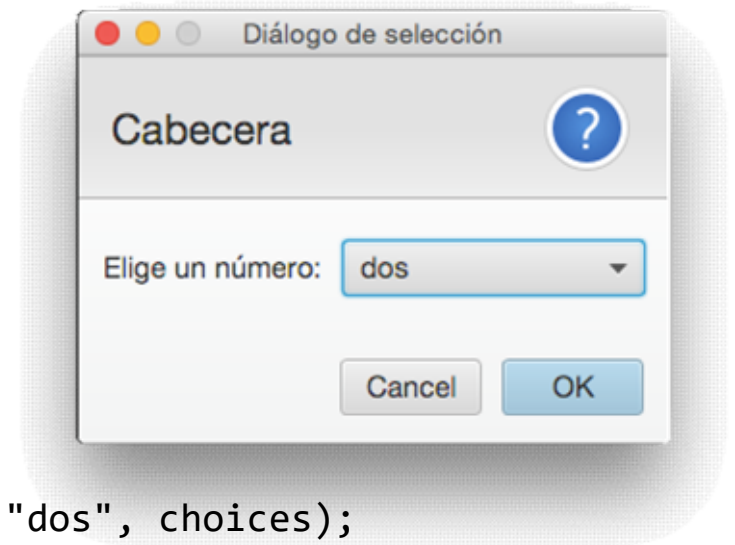 Diálogo de selección
Cabecera
?
Elige un número: dos
Cancel OK
"dos", choices);